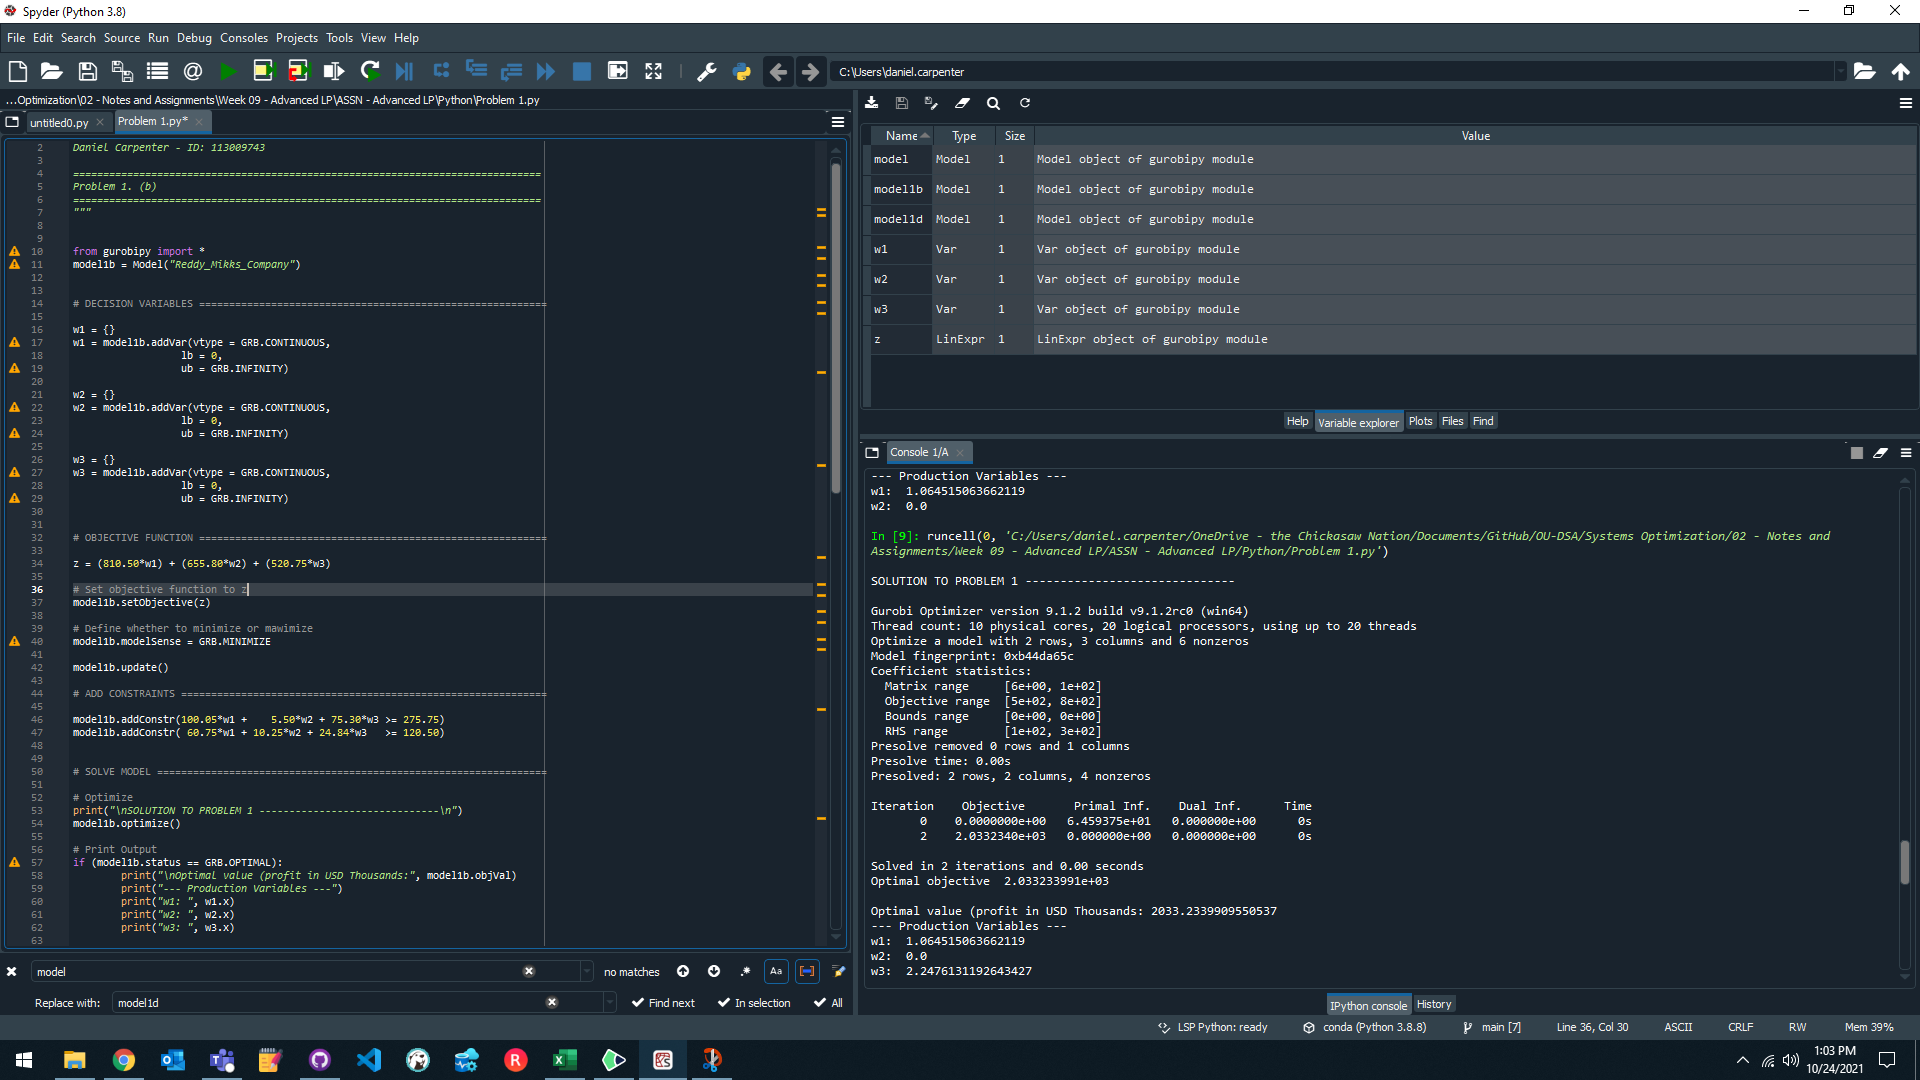 Spyder (Python 3.8)
File Edit Search Source Run Debug Consoles Projects Tools View Help
C:\Users\daniel.carpenter
...Optimization\02 - Notes and Assignments\Week 09 - Advanced LP\ASSN - Advanced LP\Python\Problem 1.py
untitled0.py
Problem 1.py*
2 Daniel Carpenter - ID: 113009743
3
4 ==============================================================================
5 Problem 1. (b)
6 ==============================================================================
7 """
8
9
10 from gurobipy import *
11 model1b = Model("Reddy_Mikks_Company")
12
13
14 # DECISION VARIABLES ==========================================================
15
16 w1 = {}
17 w1 = model1b.addVar(vtype = GRB.CONTINUOUS,
18 lb = 0,
19 ub = GRB.INFINITY)
20
21 w2 = {}
22 w2 = model1b.addVar(vtype = GRB.CONTINUOUS,
23 lb = 0,
24 ub = GRB.INFINITY)
25
26 w3 = {}
27 w3 = model1b.addVar(vtype = GRB.CONTINUOUS,
28 lb = 0,
29 ub = GRB.INFINITY)
30
31
32 # OBJECTIVE FUNCTION ==========================================================
33
34 z = (810.50*w1) + (655.80*w2) + (520.75*w3)
35
36 # Set objective function to z
37 model1b.setObjective(z)
38
39 # Define whether to minimize or mawimize
40 model1b.modelSense = GRB.MINIMIZE
41
42 model1b.update()
43
44 # ADD CONSTRAINTS =============================================================
45
46 model1b.addConstr(100.05*w1 + 5.50*w2 + 75.30*w3 >= 275.75)
47 model1b.addConstr( 60.75*w1 + 10.25*w2 + 24.84*w3 >= 120.50)
48
49
50 # SOLVE MODEL =================================================================
51
52 # Optimize
53 print("\nSOLUTION TO PROBLEM 1 ------------------------------\n")
54 model1b.optimize()
55
56 # Print Output
57 if (model1b.status == GRB.OPTIMAL):
58 print("\nOptimal value (profit in USD Thousands:", model1b.objVal)
59 print("--- Production Variables ---")
60 print("w1: ", w1.x)
61 print("w2: ", w2.x)
62 print("w3: ", w3.x)
63
model
no matches
.*
Aa
Replace with: model1d
Find next In selection All
Name Type Size Value
model Model 1 Model object of gurobipy module
model1b Model 1 Model object of gurobipy module
model1d Model 1 Model object of gurobipy module
w1 Var 1 Var object of gurobipy module
w2 Var 1 Var object of gurobipy module
w3 Var 1 Var object of gurobipy module
z LinExpr 1 LinExpr object of gurobipy module
Help Variable explorer Plots Files Find
Console 1/A
--- Production Variables ---
w1: 1.064515063662119
w2: 0.0
In [9]: runcell(0, 'C:/Users/daniel.carpenter/OneDrive - the Chickasaw Nation/Documents/GitHub/OU-DSA/Systems Optimization/02 - Notes and
Assignments/Week 09 - Advanced LP/ASSN - Advanced LP/Python/Problem 1.py')
SOLUTION TO PROBLEM 1 ------------------------------
Gurobi Optimizer version 9.1.2 build v9.1.2rc0 (win64)
Thread count: 10 physical cores, 20 logical processors, using up to 20 threads
Optimize a model with 2 rows, 3 columns and 6 nonzeros
Model fingerprint: 0xb44da65c
Coefficient statistics:
Matrix range [6e+00, 1e+02]
Objective range [5e+02, 8e+02]
Bounds range [0e+00, 0e+00]
RHS range [1e+02, 3e+02]
Presolve removed 0 rows and 1 columns
Presolve time: 0.00s
Presolved: 2 rows, 2 columns, 4 nonzeros
Iteration Objective Primal Inf. Dual Inf. Time
0 0.0000000e+00 6.459375e+01 0.000000e+00 0s
2 2.0332340e+03 0.000000e+00 0.000000e+00 0s
Solved in 2 iterations and 0.00 seconds
Optimal objective 2.033233991e+03
Optimal value (profit in USD Thousands: 2033.2339909550537
--- Production Variables ---
w1: 1.064515063662119
w2: 0.0
w3: 2.2476131192643427
IPython console History
LSP Python: ready conda (Python 3.8.8) main [7] Line 36, Col 30 ASCII CRLF RW Mem 39%
R
1:03 PM
10/24/2021